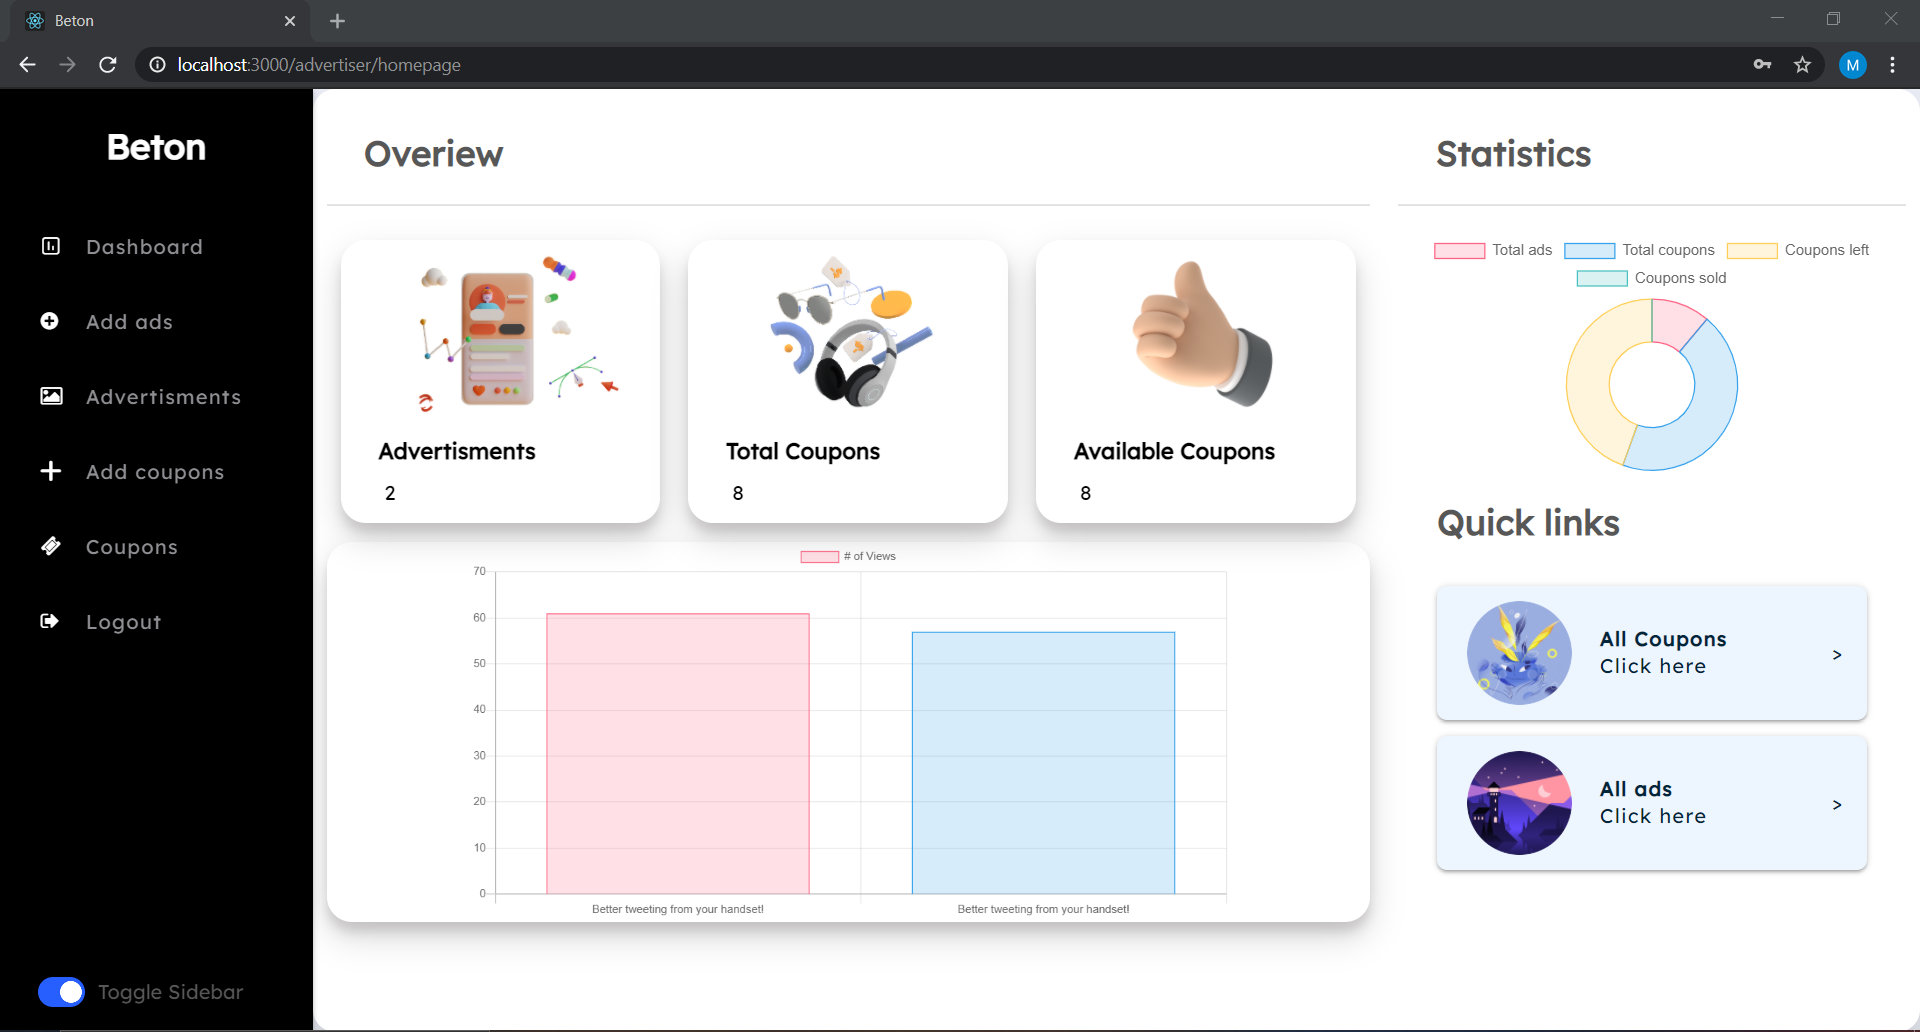 Beton
localhost:3000/advertiser/homepage
M
Beton
Dashboard
Add ads
Advertisments
Add coupons
Coupons
Logout
Toggle Sidebar
Overiew
Advertisments
2
Total Coupons
8
Available Coupons
8
# of Views
70
60
50
40
30
20
10
0
Better tweeting from your handset!
Better tweeting from your handset!
Statistics
Total ads
Total coupons
Coupons left
Coupons sold
Quick links
All Coupons
Click here
>
All ads
Click here
>